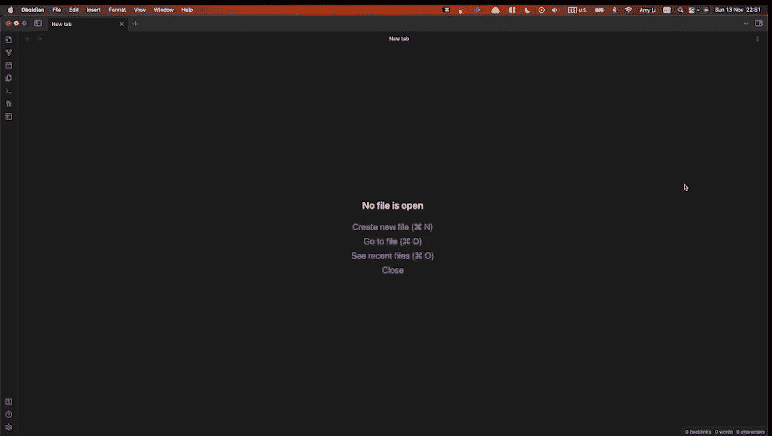 Obsidian File Edit Insert Format View Window Help U.S. Amy Li Sun 13 Nov 22:51
New tab
New tab
No file is open
Create new file (⌘ N)
Go to file (⌘ O)
See recent files (⌘ O)
Close
0 backlinks 0 words 0 characters